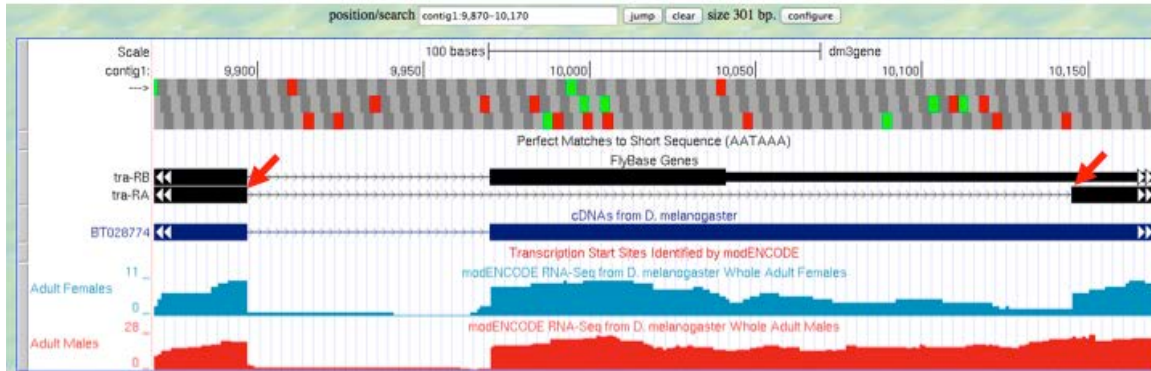 position/search contig1:9,870-10,170 jump clear size 301 bp. configure
Scale 100 bases dm3gene
contig1: 9,900 9,950 10,000 10,050 10,100 10,150
--->
Perfect Matches to Short Sequence (AATAAA)
FlyBase Genes
tra-RB
tra-RA
cDNAs from D. melanogaster
BT028774
Transcription Start Sites Identified by modENCODE
modENCODE RNA-Seq from D. melanogaster Whole Adult Females
11 _
Adult Females
0 _
modENCODE RNA-Seq from D. melanogaster Whole Adult Males
28 _
Adult Males
0 _